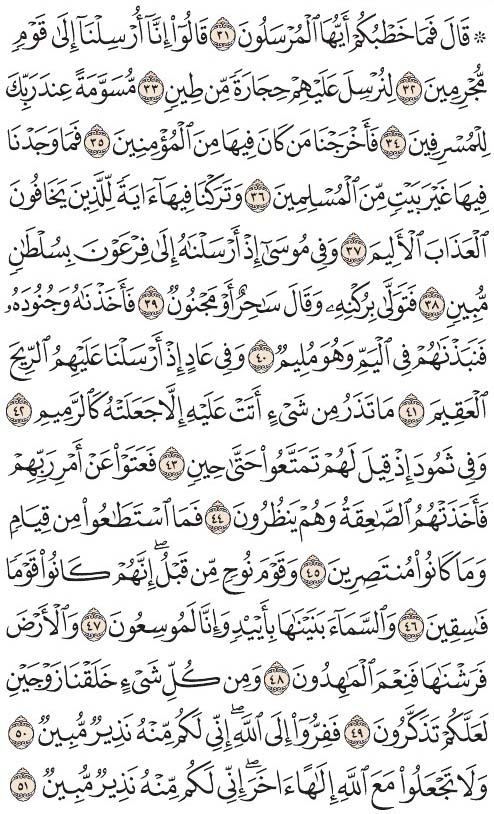 ۞ قَالَ فَمَا خَطْبُكُمْ أَيُّهَا ٱلْمُرْسَلُونَ ٣١ قَالُوٓا۟ إِنَّآ أُرْسِلْنَآ إِلَىٰ قَوْمٍ
مُّجْرِمِينَ ٣٢ لِنُرْسِلَ عَلَيْهِمْ حِجَارَةً مِّن طِينٍ ٣٣ مُّسَوَّمَةً عِندَ رَبِّكَ
لِلْمُسْرِفِينَ ٣٤ فَأَخْرَجْنَا مَن كَانَ فِيهَا مِنَ ٱلْمُؤْمِنِينَ ٣٥ فَمَا وَجَدْنَا
فِيهَا غَيْرَ بَيْتٍ مِّنَ ٱلْمُسْلِمِينَ ٣٦ وَتَرَكْنَا فِيهَآ ءَايَةً لِّلَّذِينَ يَخَافُونَ
ٱلْعَذَابَ ٱلْأَلِيمَ ٣٧ وَفِى مُوسَىٰٓ إِذْ أَرْسَلْنَٰهُ إِلَىٰ فِرْعَوْنَ بِسُلْطَٰنٍ
مُّبِينٍ ٣٨ فَتَوَلَّىٰ بِرُكْنِهِۦ وَقَالَ سَٰحِرٌ أَوْ مَجْنُونٌ ٣٩ فَأَخَذْنَٰهُ وَجُنُودَهُۥ
فَنَبَذْنَٰهُمْ فِى ٱلْيَمِّ وَهُوَ مُلِيمٌ ٤٠ وَفِى عَادٍ إِذْ أَرْسَلْنَا عَلَيْهِمُ ٱلرِّيحَ
ٱلْعَقِيمَ ٤١ مَا تَذَرُ مِن شَىْءٍ أَتَتْ عَلَيْهِ إِلَّا جَعَلَتْهُ كَٱلرَّمِيمِ ٤٢
وَفِى ثَمُودَ إِذْ قِيلَ لَهُمْ تَمَتَّعُوا۟ حَتَّىٰ حِينٍ ٤٣ فَعَتَوْا۟ عَنْ أَمْرِ رَبِّهِمْ
فَأَخَذَتْهُمُ ٱلصَّٰعِقَةُ وَهُمْ يَنظُرُونَ ٤٤ فَمَا ٱسْتَطَٰعُوا۟ مِن قِيَامٍ
وَمَا كَانُوا۟ مُنتَصِرِينَ ٤٥ وَقَوْمَ نُوحٍ مِّن قَبْلُ ۖ إِنَّهُمْ كَانُوا۟ قَوْمًا
فَٰسِقِينَ ٤٦ وَٱلسَّمَآءَ بَنَيْنَٰهَا بِأَيْي۟دٍ وَإِنَّا لَمُوسِعُونَ ٤٧ وَٱلْأَرْضَ
فَرَشْنَٰهَا فَنِعْمَ ٱلْمَٰهِدُونَ ٤٨ وَمِن كُلِّ شَىْءٍ خَلَقْنَا زَوْجَيْنِ
لَعَلَّكُمْ تَذَكَّرُونَ ٤٩ فَفِرُّوٓا۟ إِلَى ٱللَّهِ ۖ إِنِّى لَكُم مِّنْهُ نَذِيرٌ مُّبِينٌ ٥٠
وَلَا تَجْعَلُوا۟ مَعَ ٱللَّهِ إِلَٰهًا ءَاخَرَ ۖ إِنِّى لَكُم مِّنْهُ نَذِيرٌ مُّبِينٌ ٥١